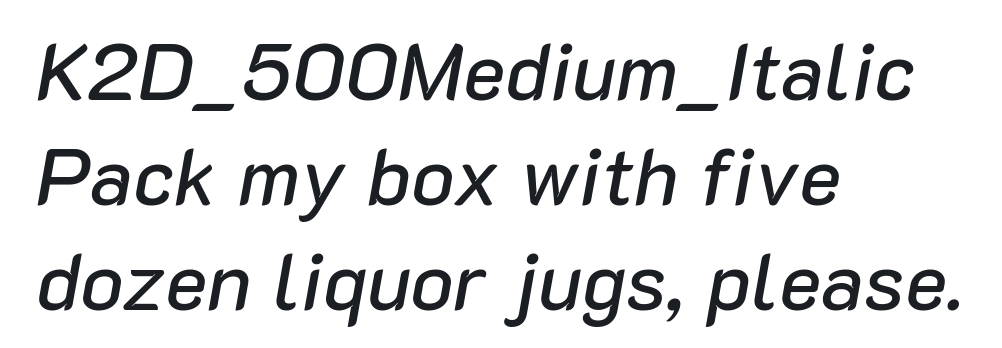 K2D_500Medium_Italic
Pack my box with five
dozen liquor jugs, please.